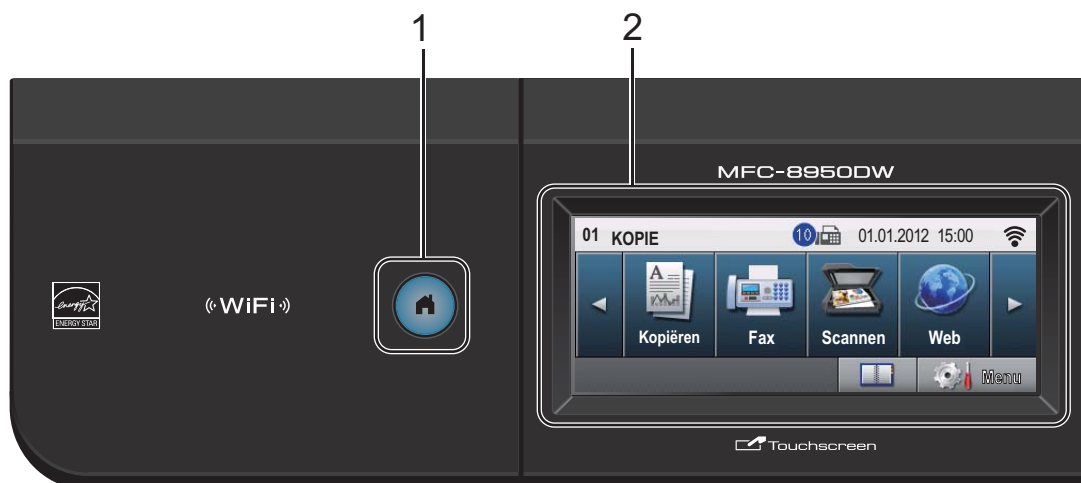 1 2
MFC-8950DW
01 KOPIE 10 01.01.2012 15:00
Kopiëren Fax Scannen Web
Menu
energy
ENERGY STAR
WiFi
Touchscreen